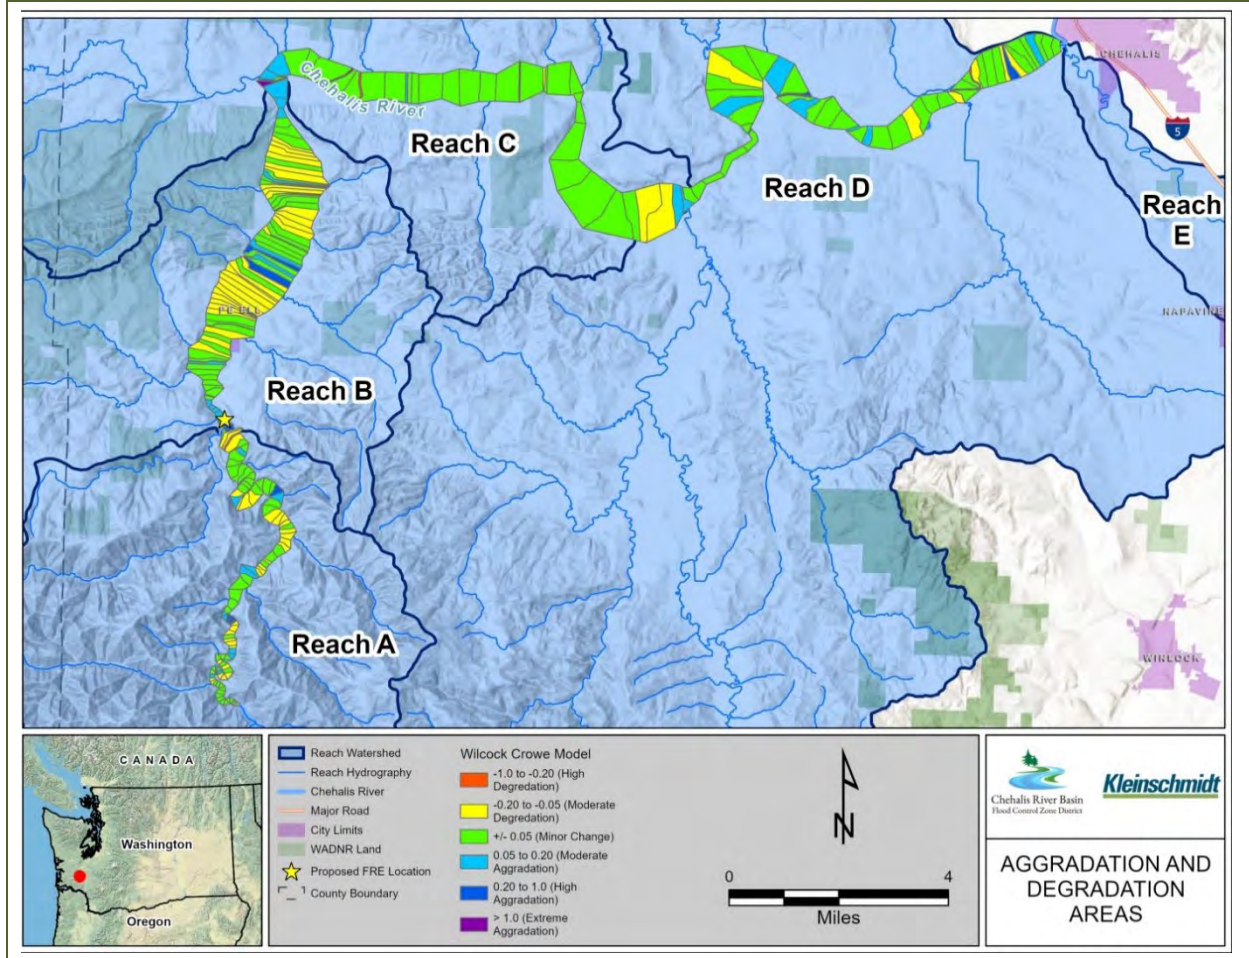 CHEHALIS
Chehalis River
Reach C
5
Reach D
Reach
E
NAPAVINE
PE ELL
Reach B
Reach A
WINLOCK
CANADA
Washington
Oregon
Reach Watershed
Reach Hydrography
Chehalis River
Major Road
City Limits
WADNR Land
Proposed FRE Location
County Boundary
Wilcock Crowe Model
-1.0 to -0.20 (High
Degredation)
-0.20 to -0.05 (Moderate
Degredation)
+/- 0.05 (Minor Change)
0.05 to 0.20 (Moderate
Aggradation)
0.20 to 1.0 (High
Aggradation)
> 1.0 (Extreme
Aggradation)
N
0 4
Miles
Chehalis River Basin
Flood Control Zone District
Kleinschmidt
AGGRADATION AND
DEGRADATION
AREAS